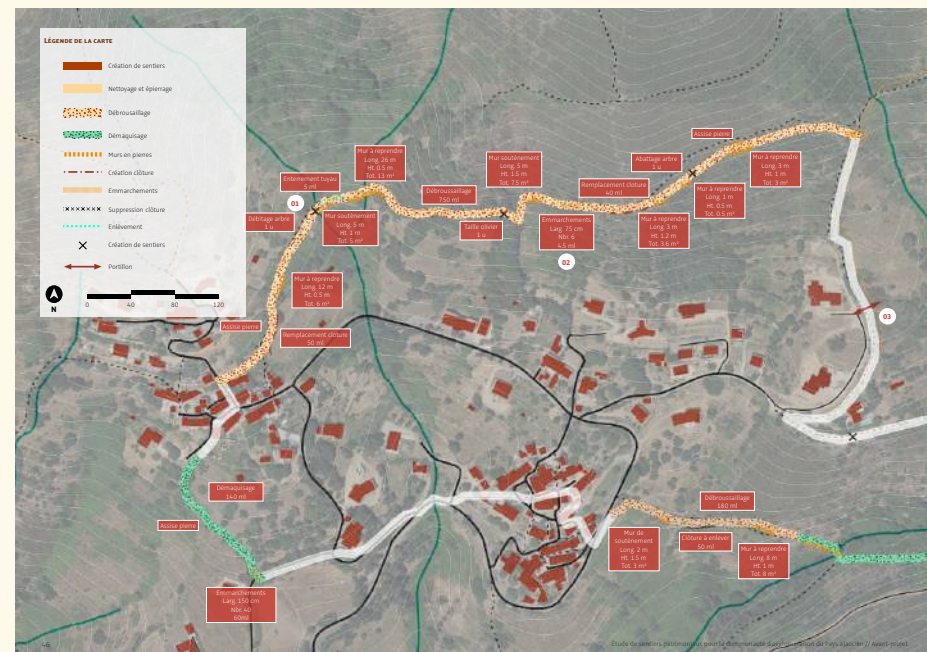 Légende de la carte
Création de sentiers
Nettoyage et épierrage
Débrousaillage
Démaquisage
Murs en pierres
Création clôture
Emmarchements
Suppression clôture
Enlèvement
Création de sentiers
Portillon
N
0 40 80 120
Mur à reprendre
Long. 26 m
Ht. 0.5 m
Tot. 13 m²
Enterrement tuyau
5 ml
01
Débitage arbre
1 u
Mur soutènement
Long. 5 m
Ht. 1 m
Tot. 5 m²
Débroussaillage
750 ml
Mur soutènement
Long. 5 m
Ht. 1.5 m
Tot. 7.5 m²
Taille olivier
1 u
Emmarchements
Larg. 75 cm
Nbr. 6
4.5 ml
02
Remplacement cloture
40 ml
Abattage arbre
1 u
Assise pierre
Mur à reprendre
Long. 3 m
Ht. 1 m
Tot. 3 m²
Mur à reprendre
Long. 1 m
Ht. 0.5 m
Tot. 0.5 m²
Mur à reprendre
Long. 3 m
Ht. 1.2 m
Tot. 3.6 m²
Mur à reprendre
Long. 12 m
Ht. 0.5 m
Tot. 6 m²
Assise pierre
Remplacement clôture
50 ml
03
Démaquisage
140 ml
Assise pierre
Emmarchements
Larg. 150 cm
Nbr. 40
60ml
Débroussaillage
180 ml
Mur de
soutènement
Long. 2 m
Ht. 1.5 m
Tot. 3 m²
Clôture à enlever
50 ml
Mur à reprendre
Long. 8 m
Ht. 1 m
Tot. 8 m²
Étude de sentiers patrimoniaux pour la